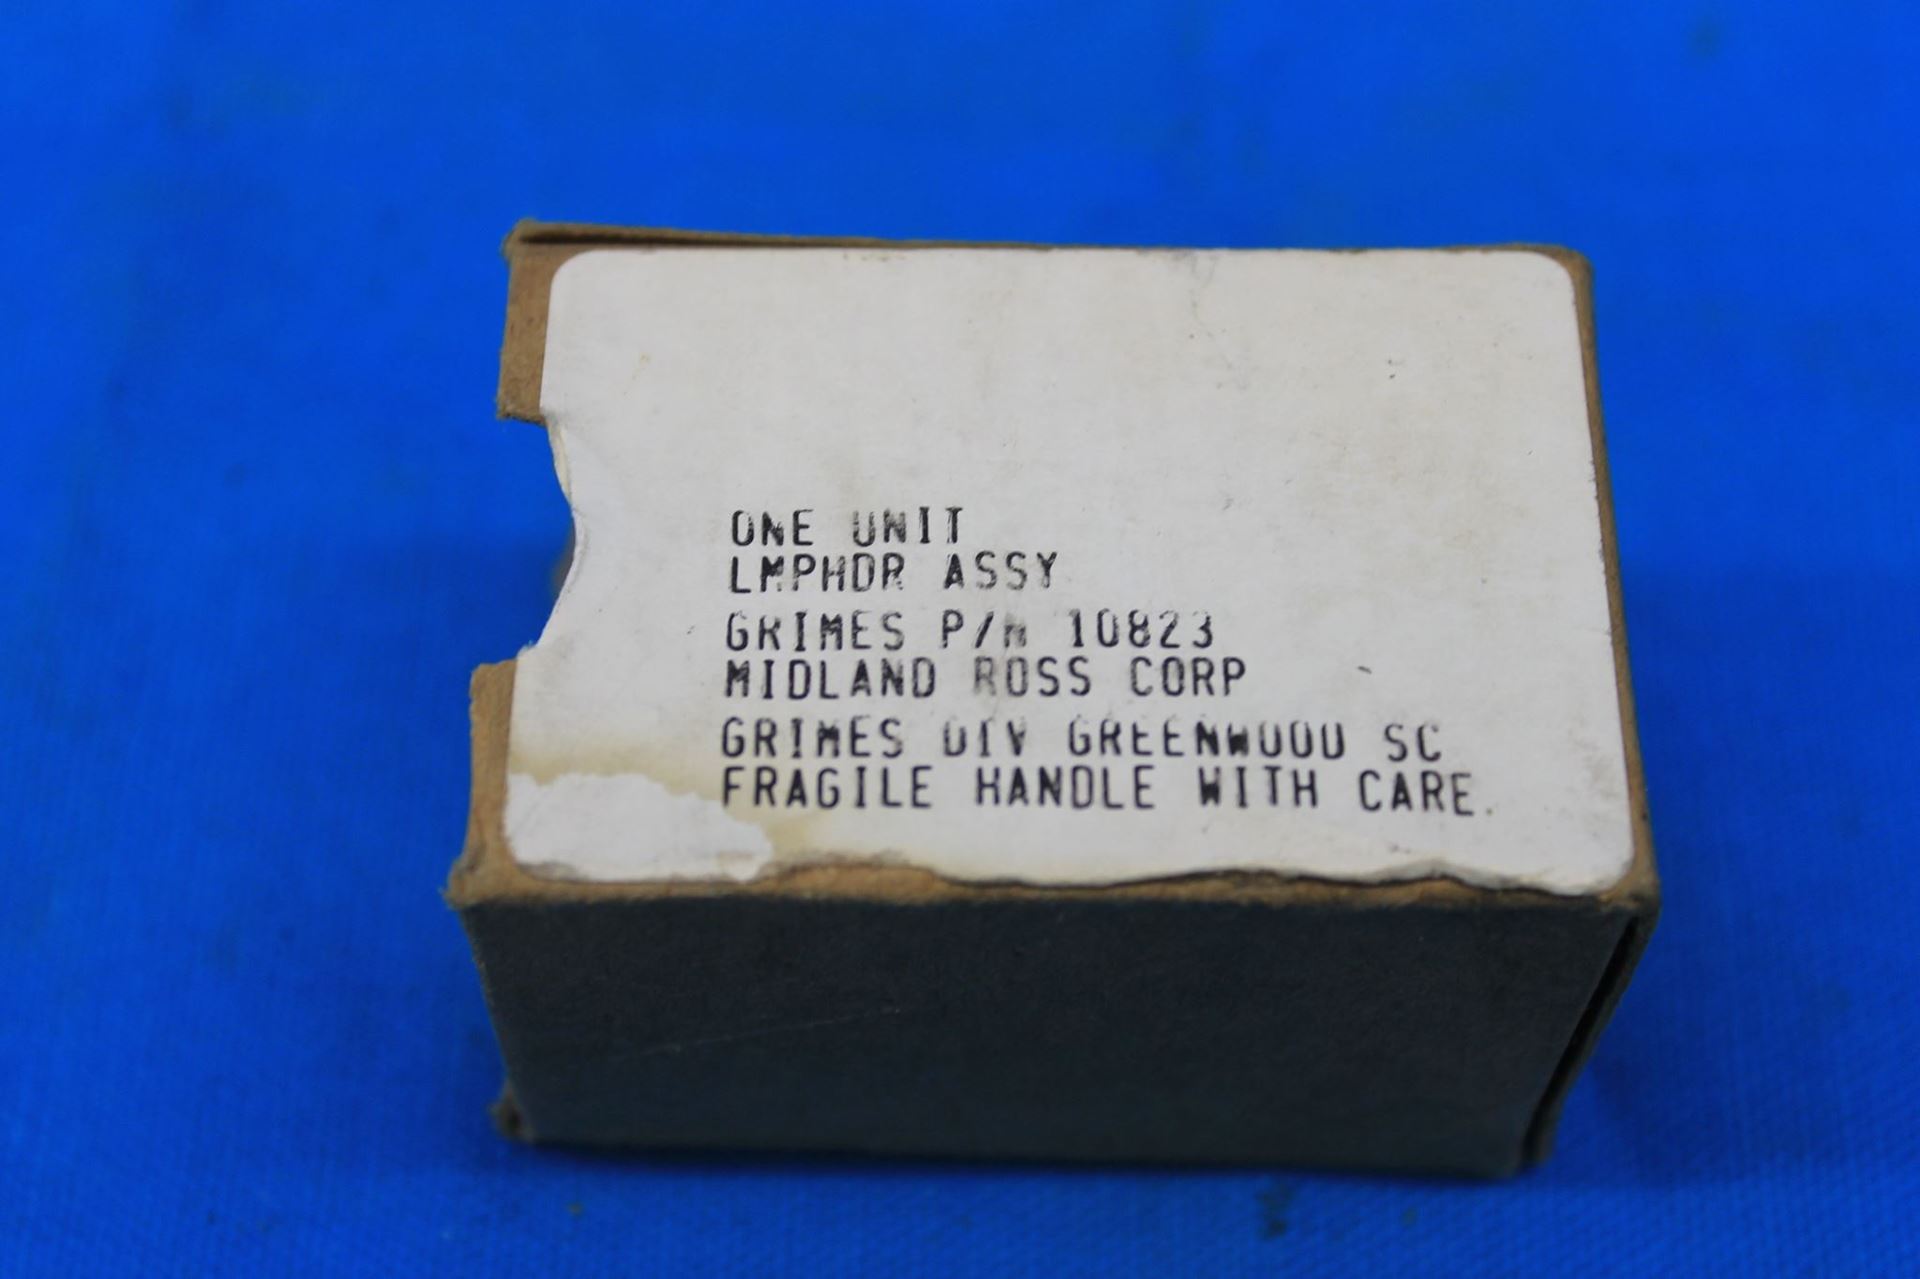 ONE UNIT
LMPHDR ASSY
GRIMES P/N 10823
MIDLAND ROSS CORP
GRIMES DIV GREENWOOD SC
FRAGILE HANDLE WITH CARE.